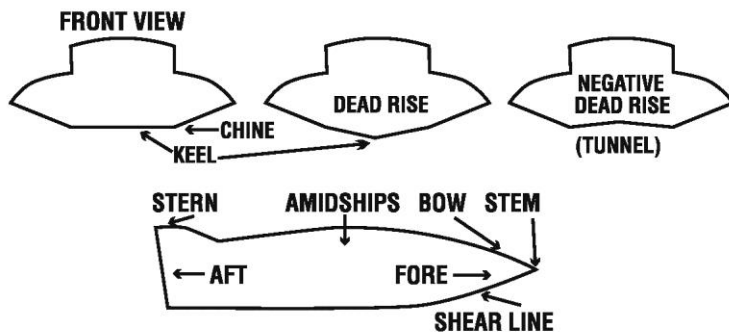 FRONT VIEW
DEAD RISE
NEGATIVE
DEAD RISE
CHINE
KEEL
(TUNNEL)
STERN
AMIDSHIPS
BOW
STEM
AFT
FORE
SHEAR LINE